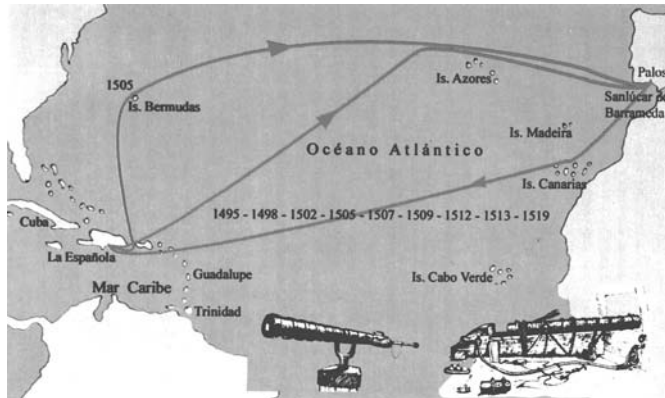 1505
Is. Bermudas
Is. Azores
Palos
Sanlúcar de
Barrameda
Is. Madeira
Océano Atlántico
Is. Canarias
1495 - 1498 - 1502 - 1505 - 1507 - 1509 - 1512 - 1513 - 1519
Cuba
La Española
Guadalupe
Is. Cabo Verde
Mar Caribe
Trinidad